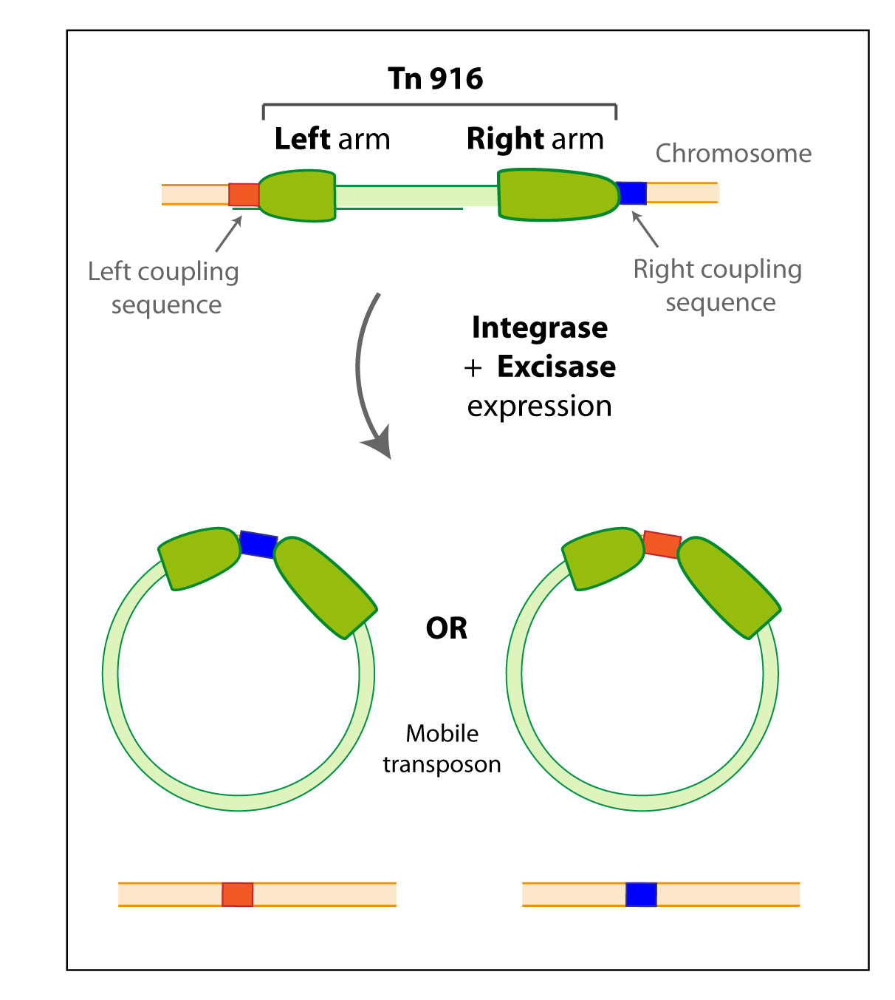 Tn 916
Left arm
Right arm
Chromosome
Left coupling
sequence
Right coupling
sequence
Integrase
+ Excisase
expression
OR
Mobile
transposon